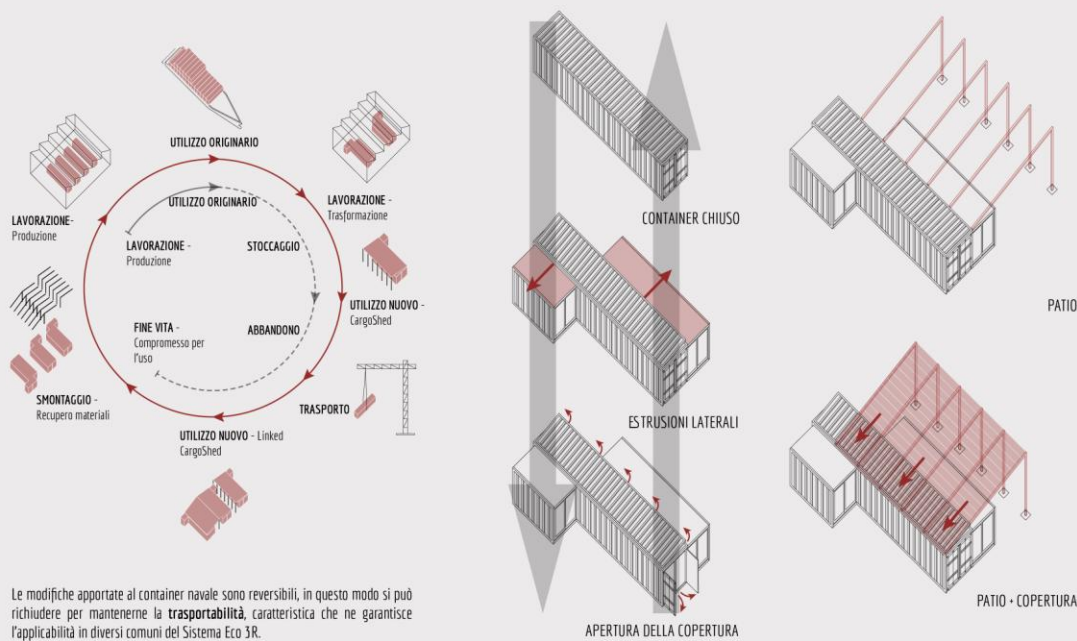 UTILIZZO ORIGINARIO
LAVORAZIONE-
Produzione
UTILIZZO ORIGINARIO
LAVORAZIONE -
Trasformazione
LAVORAZIONE -
Produzione
STOCCAGGIO
UTILIZZO NUOVO -
CargoShed
FINE VITA -
Compromesso per
l'uso
ABBANDONO
SMONTAGGIO -
Recupero materiali
TRASPORTO
UTILIZZO NUOVO - Linked
CargoShed
Le modifiche apportate al container navale sono reversibili, in questo modo si può
richiudere per mantenerne la trasportabilità, caratteristica che ne garantisce
l'applicabilità in diversi comuni del Sistema Eco 3R.
CONTAINER CHIUSO
ESTRUSIONI LATERALI
APERTURA DELLA COPERTURA
PATIO
PATIO + COPERTURA